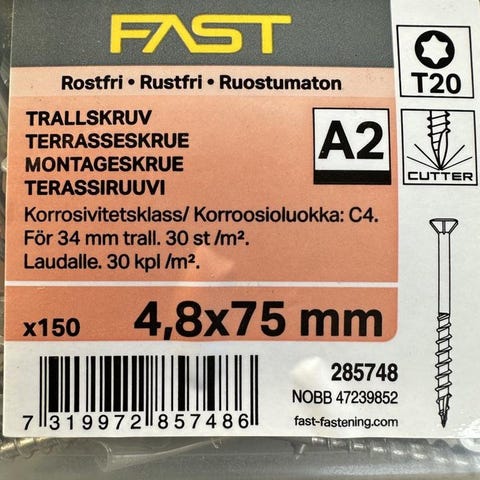 FAST
Rostfri • Rustfri • Ruostumaton
T20
TRALLSKRUV
TERRASSESKRUE
MONTAGESKRUE
TERASSIRUUVI
A2
CUTTER
Korrosivitetsklass/ Korroosioluokka: C4.
För 34 mm trall. 30 st /m².
Laudalle. 30 kpl /m².
x150
4,8x75 mm
7 319972 857486
285748
NOBB 47239852
fast-fastening.com